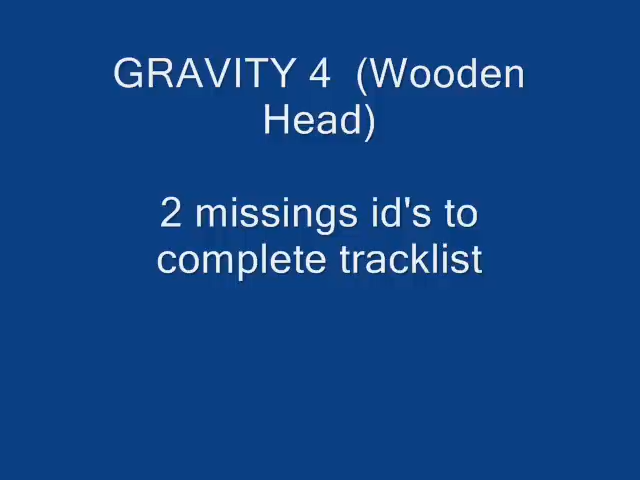 GRAVITY 4  (Wooden
Head)
2 missings id's to
complete tracklist